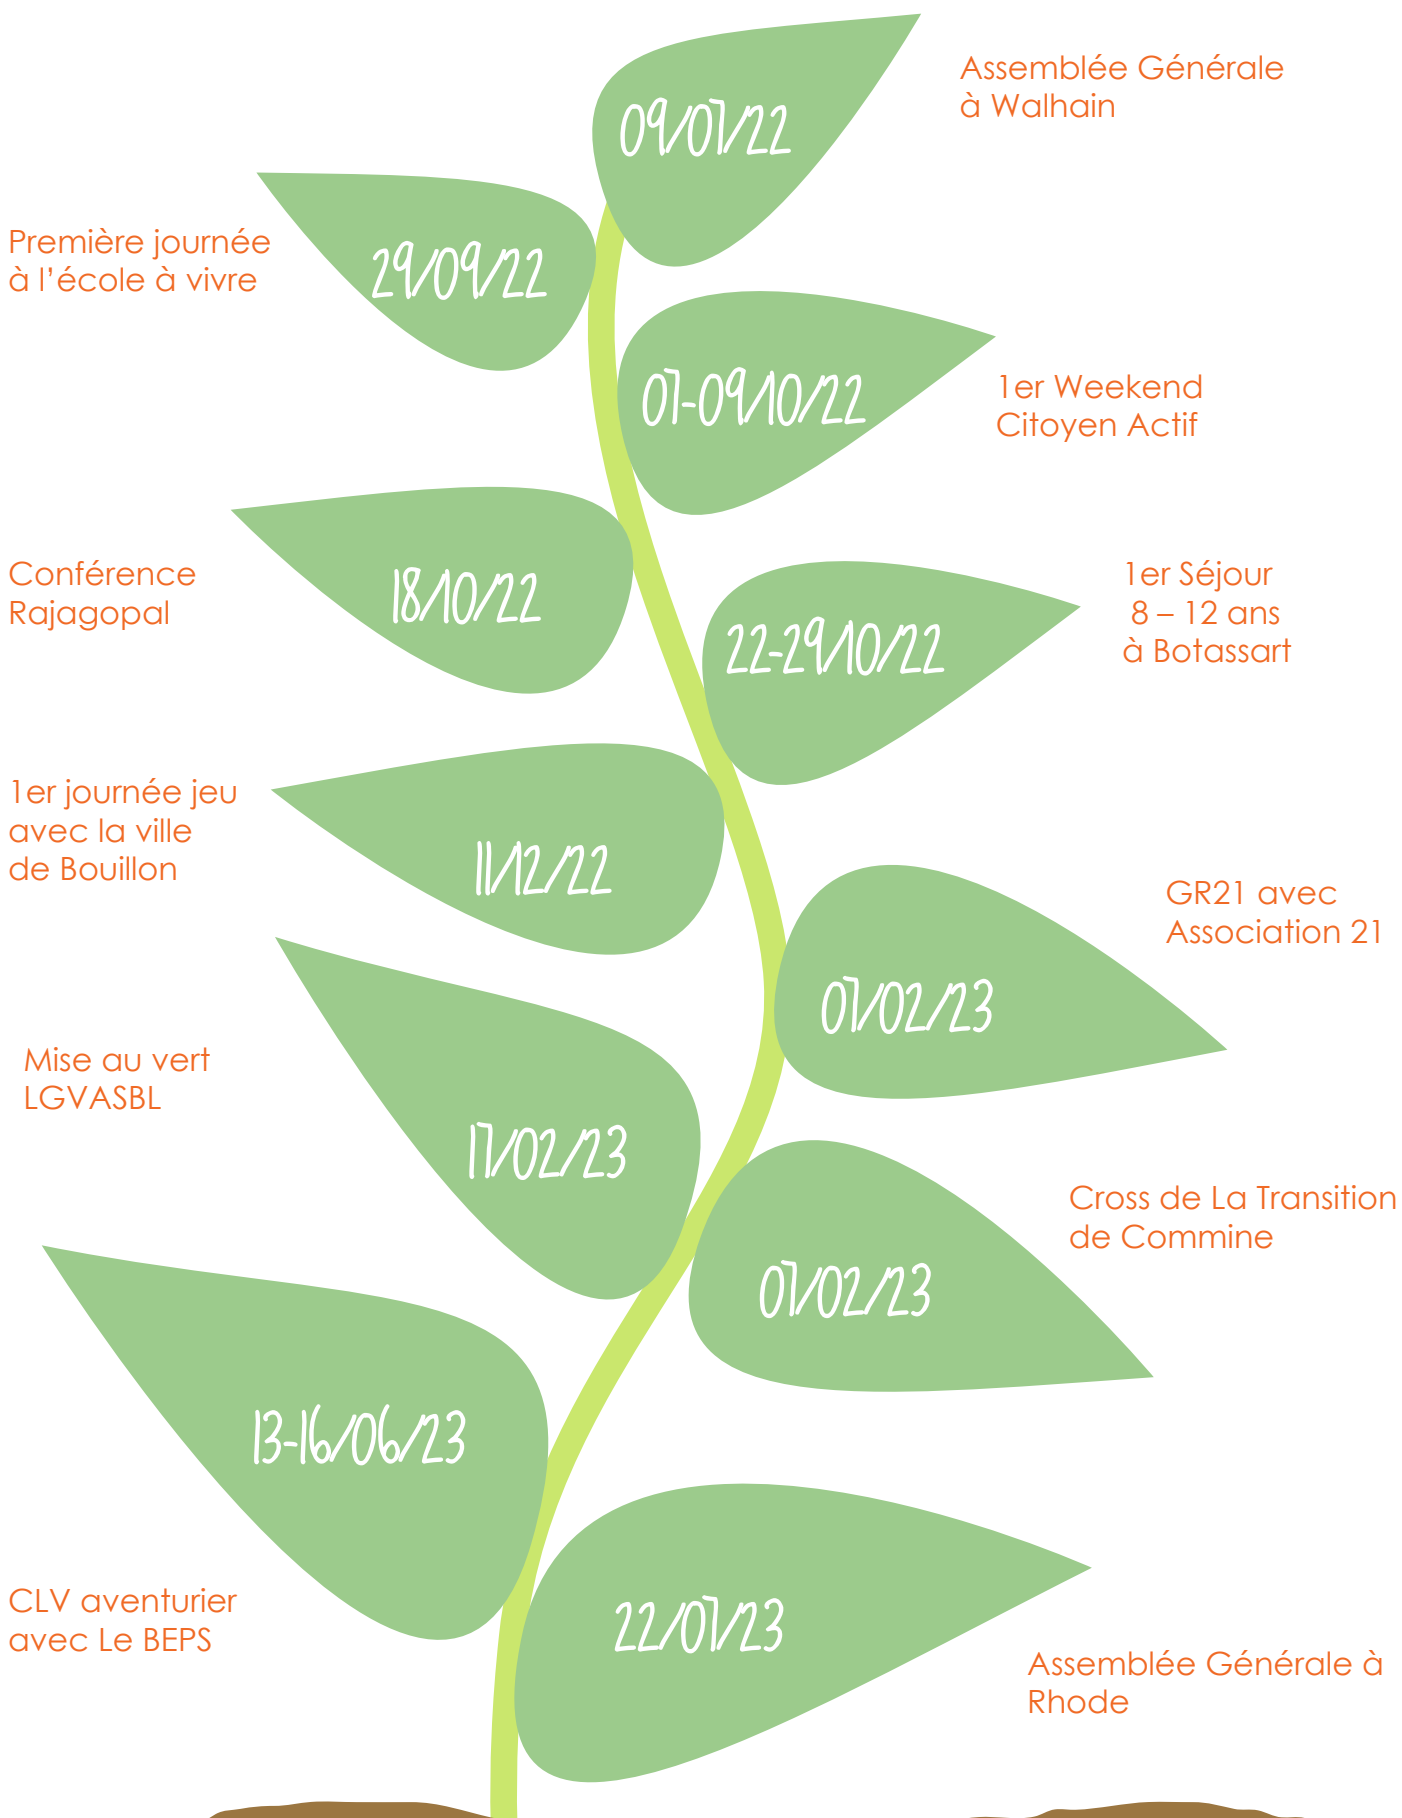 09/07/22
Assemblée Générale
à Walhain
Première journée
à l'école à vivre
29/09/22
07-09/10/22
1er Weekend
Citoyen Actif
Conférence
Rajagopal
18/10/22
22-29/10/22
1er Séjour
8 – 12 ans
à Botassart
1er journée jeu
avec la ville
de Bouillon
11/12/22
07/02/23
GR21 avec
Association 21
Mise au vert
LGVASBL
17/02/23
07/02/23
Cross de La Transition
de Commine
13-16/06/23
CLV aventurier
avec Le BEPS
22/07/23
Assemblée Générale à
Rhode